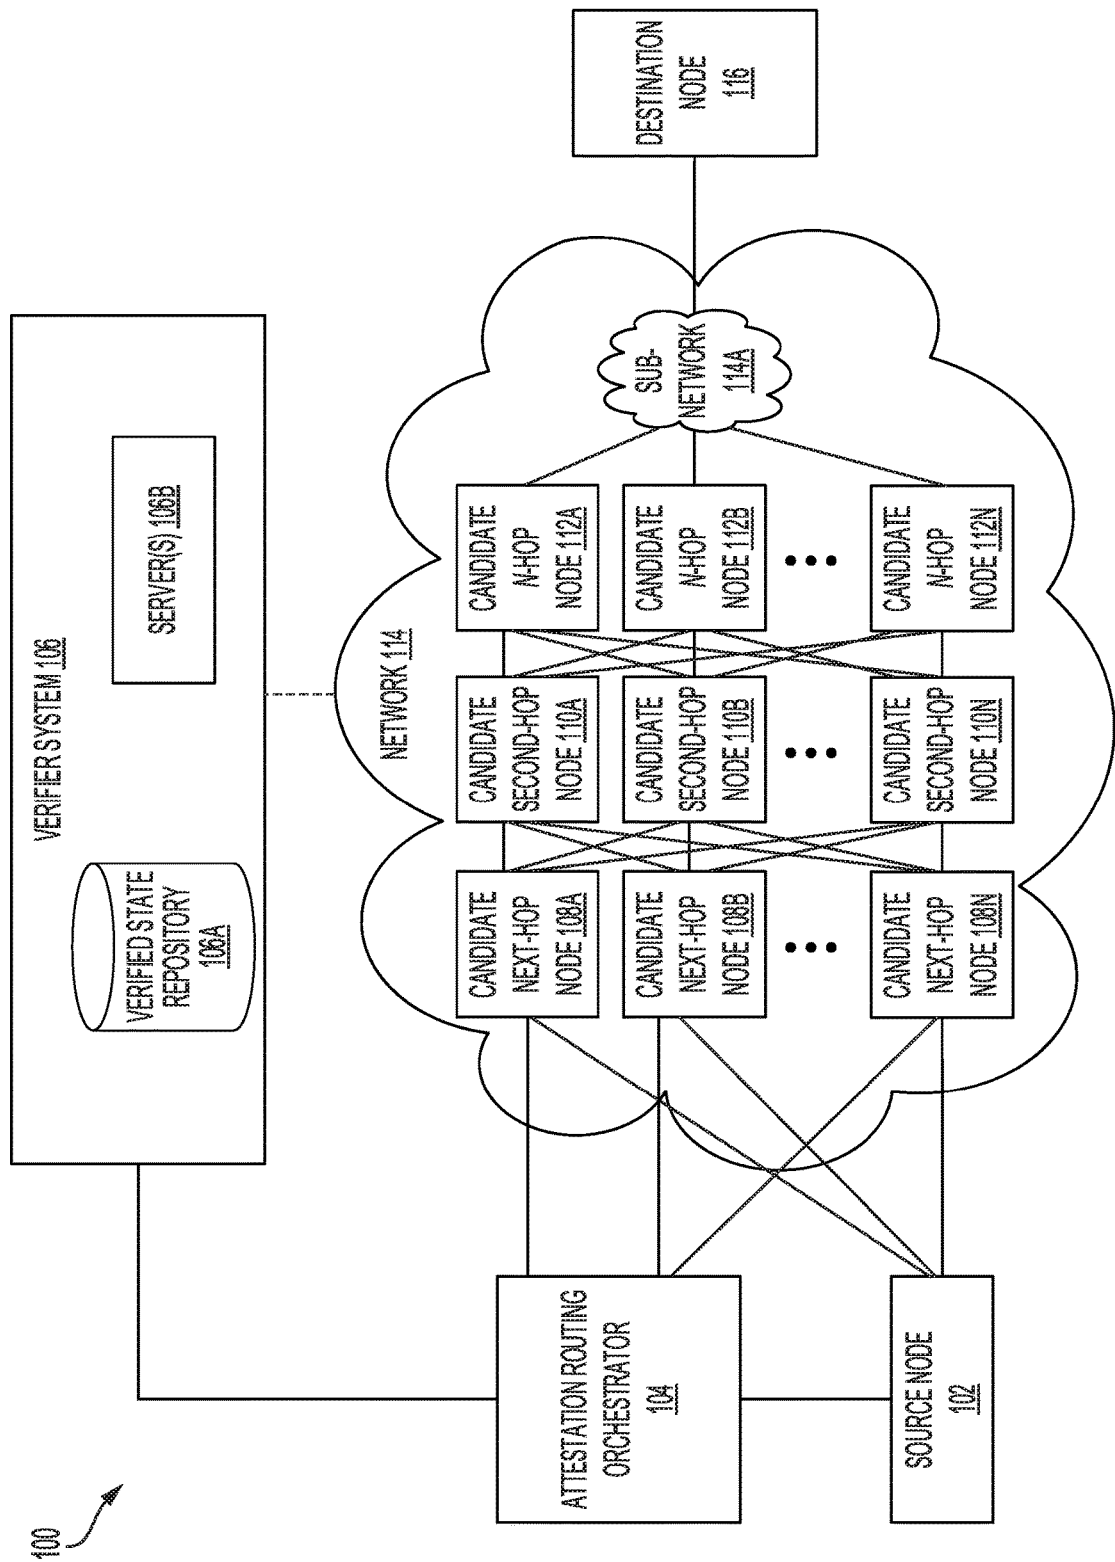 100
VERIFIER SYSTEM 106
VERIFIED STATE
REPOSITORY
106A
SERVER(S) 106B
NETWORK 114
ATTESTATION ROUTING
ORCHESTRATOR
104
SOURCE NODE
102
CANDIDATE
NEXT-HOP
NODE 108A
CANDIDATE
SECOND-HOP
NODE 110A
CANDIDATE
N-HOP
NODE 112A
CANDIDATE
NEXT-HOP
NODE 108B
CANDIDATE
SECOND-HOP
NODE 110B
CANDIDATE
N-HOP
NODE 112B
CANDIDATE
NEXT-HOP
NODE 108N
CANDIDATE
SECOND-HOP
NODE 110N
CANDIDATE
N-HOP
NODE 112N
SUB-
NETWORK
114A
DESTINATION
NODE
116